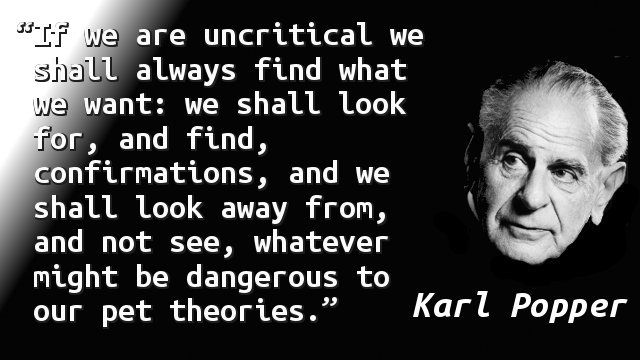 “If we are uncritical we
shall always find what
we want: we shall look
for, and find,
confirmations, and we
shall look away from,
and not see, whatever
might be dangerous to
our pet theories.”
Karl Popper